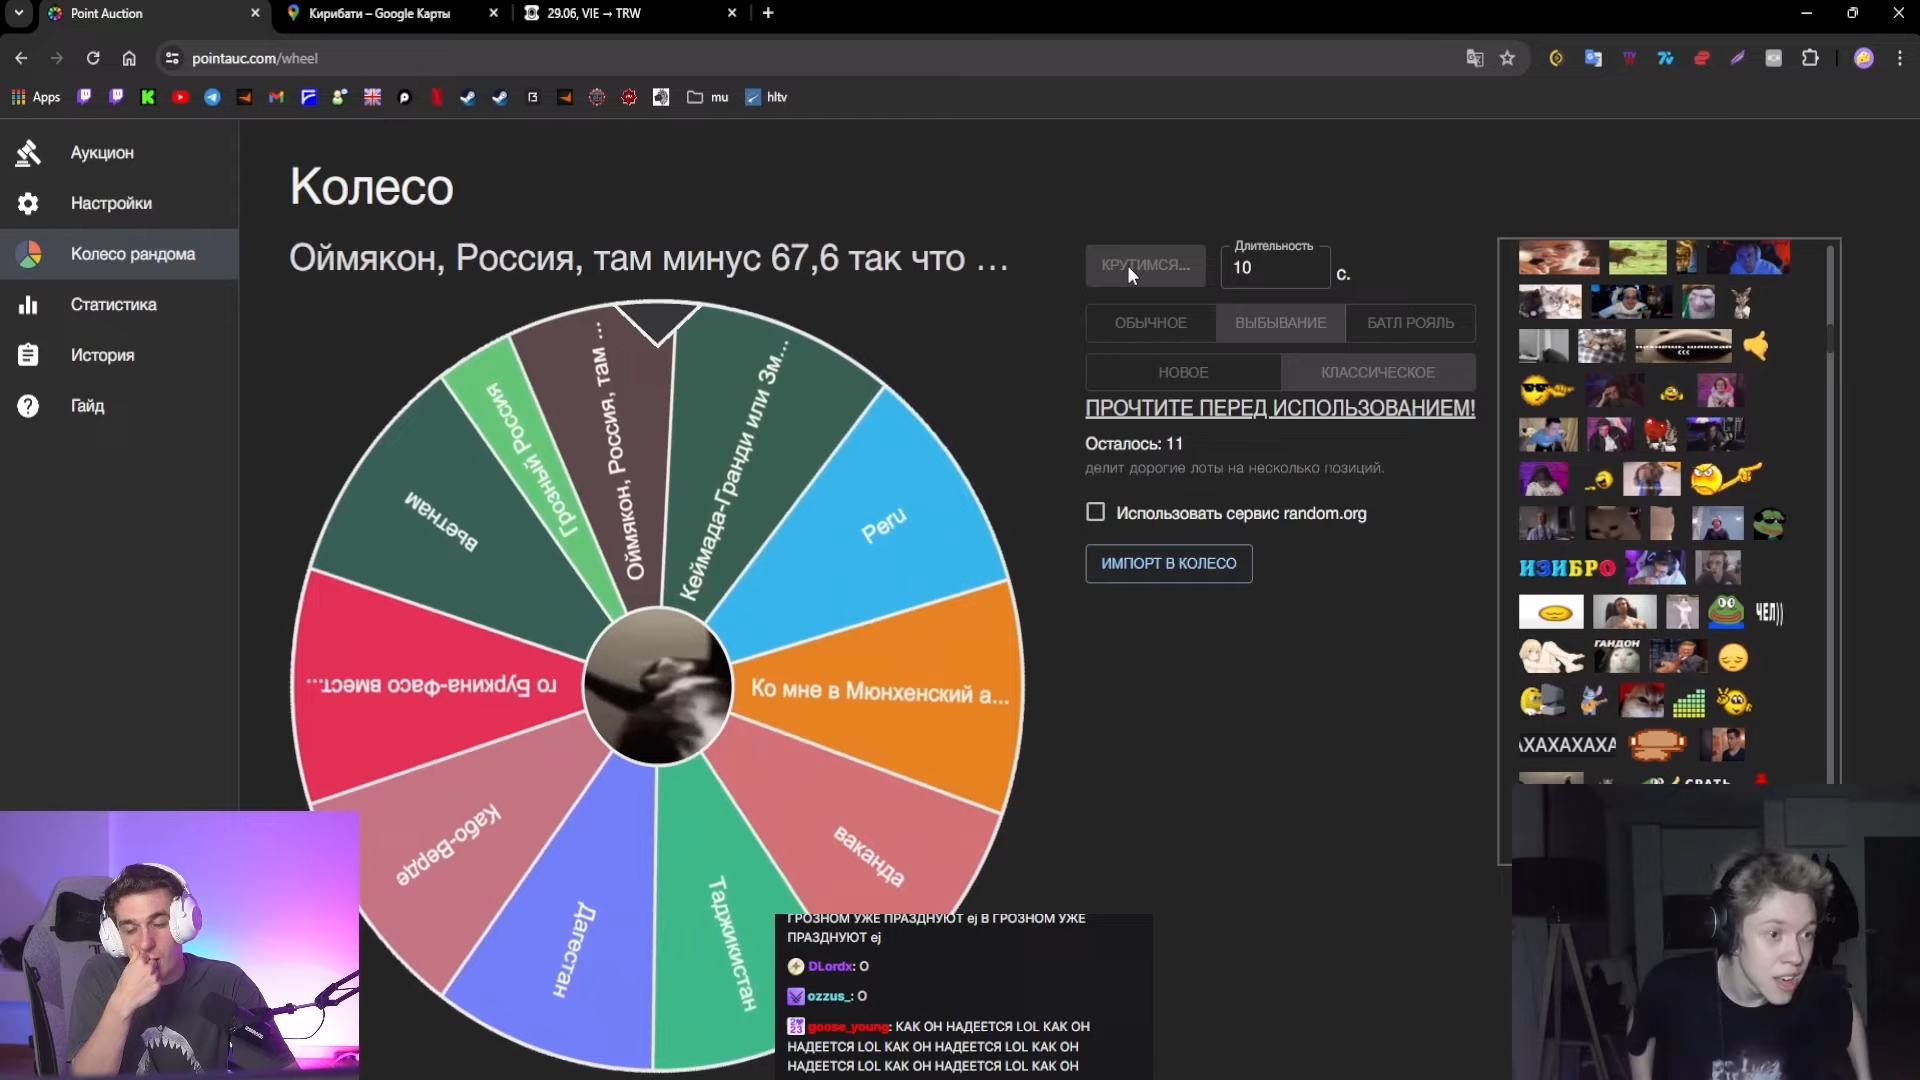 Point Auction
Кирибати – Google Карты
29.06, VIE → TRW
pointauc.com/wheel
Apps
mu
hltv
Аукцион
Настройки
Колесо рандома
Статистика
История
Гайд
Колесо
Оймякон, Россия, там минус 67,6 так что …
КРУТИМСЯ...
Длительность
10
с.
ОБЫЧНОЕ
ВЫБЫВАНИЕ
БАТЛ РОЯЛЬ
НОВОЕ
КЛАССИЧЕСКОЕ
ПРОЧТИТЕ ПЕРЕД ИСПОЛЬЗОВАНИЕМ!
Осталось: 11
делит дорогие лоты на несколько позиций.
Использовать сервис random.org
ИМПОРТ В КОЛЕСО
Оймякон, Россия, там ...
Кеймада-Гранди или Зм...
Peru
Ко мне в Мюнхенский а...
ваканда
Таджикистан
Дагестан
Кабо-Верде
го Буркина-Фасо вмест...
вьетнам
Грозный Россия
ИЗИБРО
ЧЕЛ))
ГАНДОН
АХАХАХАХА
СРАТЬ
ГРОЗНОМ УЖЕ ПРАЗДНУЮТ ej В ГРОЗНОМ УЖЕ
ПРАЗДНУЮТ ej
DLordx: O
ozzus_: O
goose_young: КАК ОН НАДЕЕТСЯ LOL КАК ОН
НАДЕЕТСЯ LOL КАК ОН НАДЕЕТСЯ LOL КАК ОН
НАДЕЕТСЯ LOL КАК ОН НАДЕЕТСЯ LOL КАК ОН